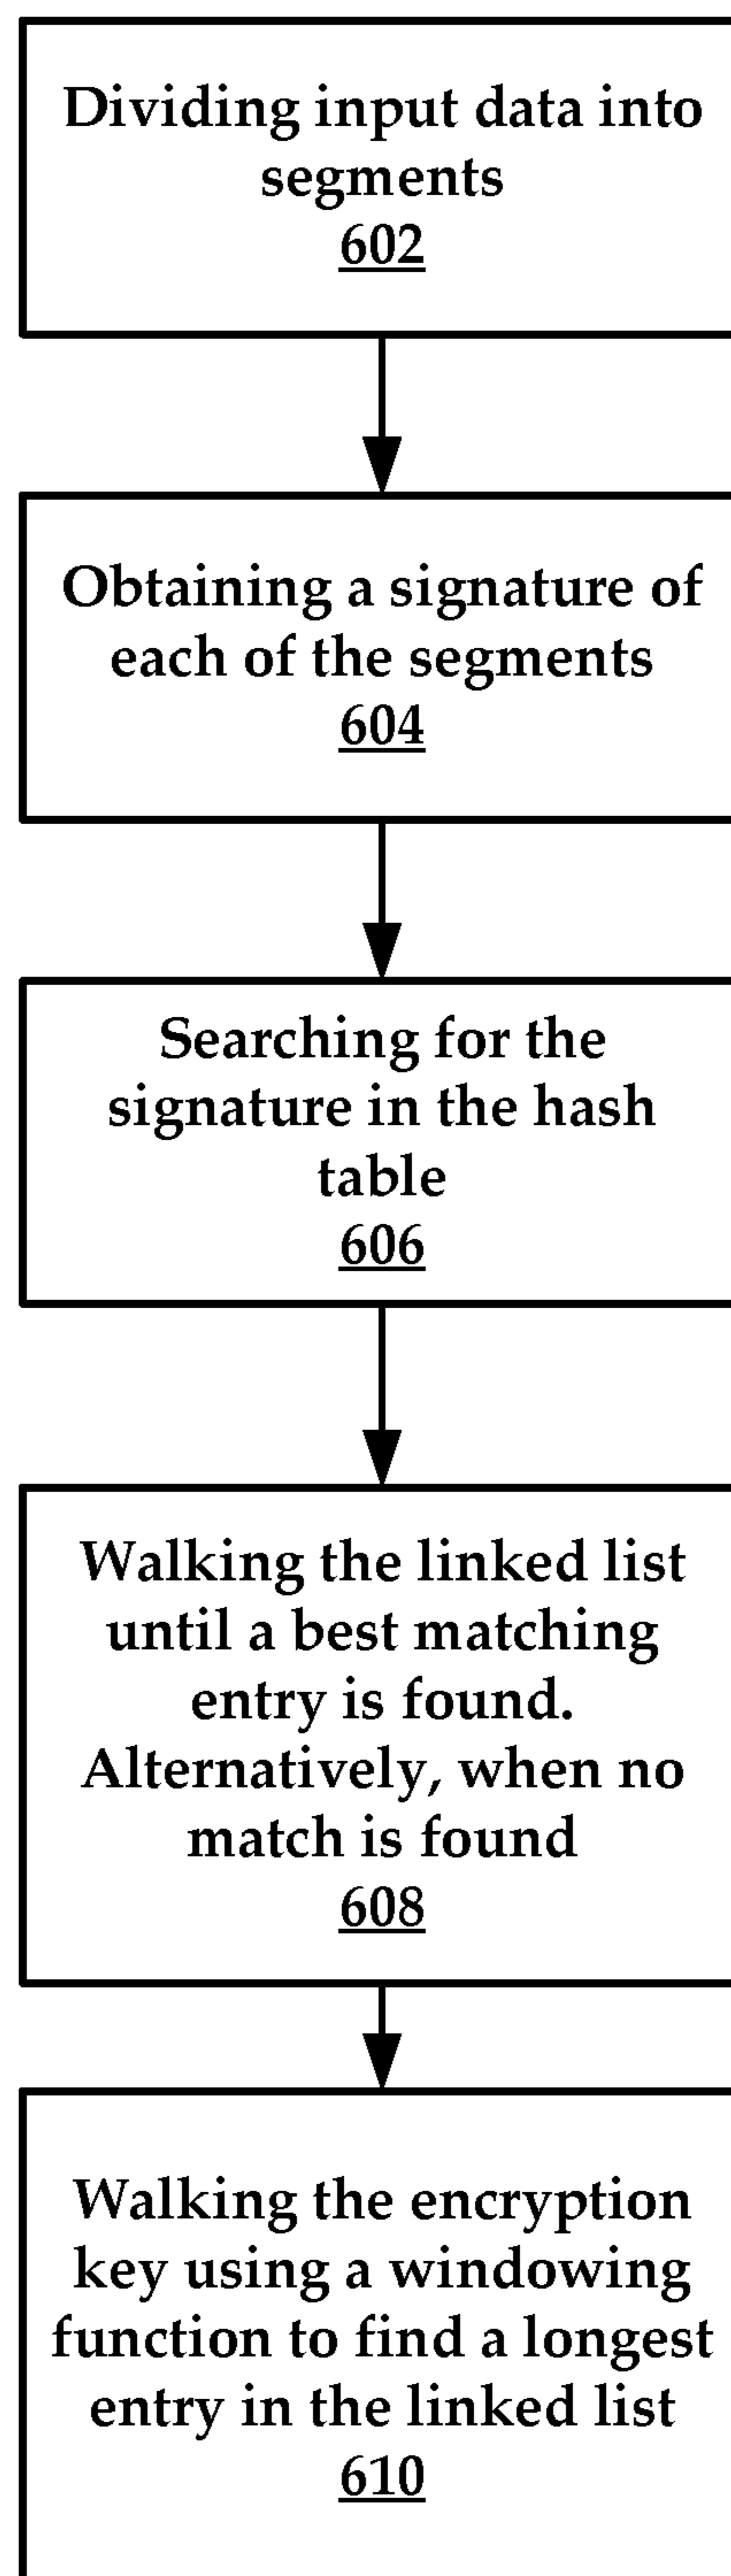 Dividing input data into
segments
602
Obtaining a signature of
each of the segments
604
Searching for the
signature in the hash
table
606
Walking the linked list
until a best matching
entry is found.
Alternatively, when no
match is found
608
Walking the encryption
key using a windowing
function to find a longest
entry in the linked list
610